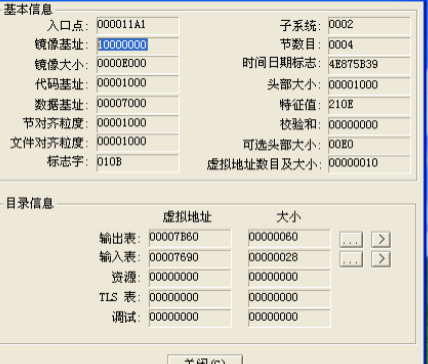 基本信息
入口点: 000011A1 子系统: 0002
镜像基址: 10000000 节数目: 0004
镜像大小: 0000E000 时间日期标志: 4E875B39
代码基址: 00001000 头部大小: 00001000
数据基址: 00007000 特征值: 210E
节对齐粒度: 00001000 校验和: 00000000
文件对齐粒度: 00001000 可选头部大小: 00E0
标志字: 010B 虚拟地址数目及大小: 00000010
目录信息
虚拟地址 大小
输出表: 00007B60 00000060 ... >
输入表: 00007690 00000028 ... >
资源: 00000000 00000000
TLS 表: 00000000 00000000
调试: 00000000 00000000